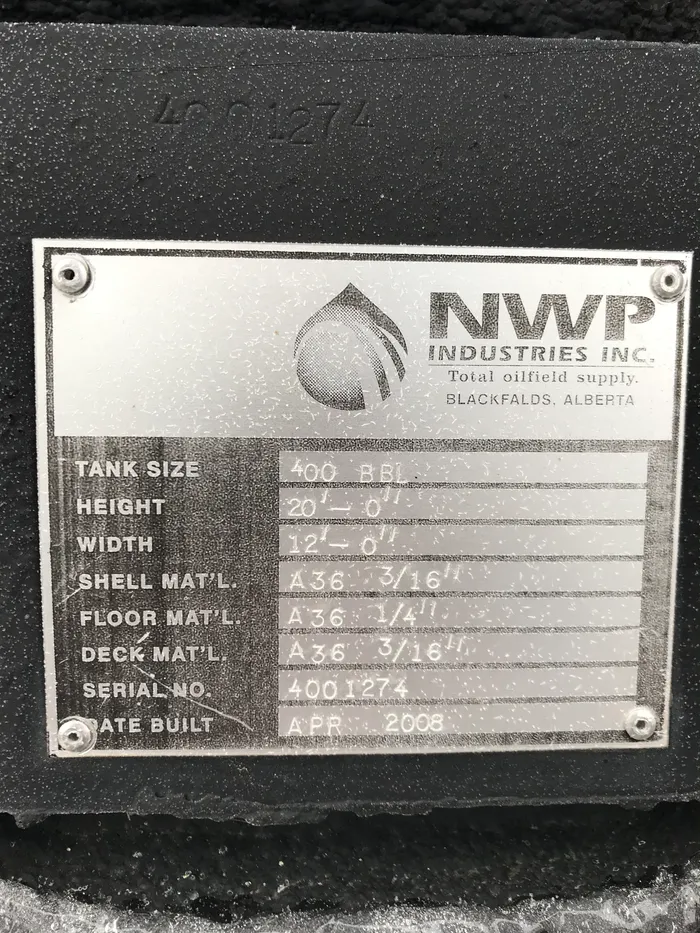 4001274
NWP
INDUSTRIES INC.
Total oilfield supply.
BLACKFALDS, ALBERTA
TANK SIZE 400 BBL
HEIGHT 20'-0"
WIDTH 12'-0"
SHELL MAT'L. A36 3/16"
FLOOR MAT'L. A36 1/4"
DECK MAT'L. A36 3/16"
SERIAL NO. 4001274
DATE BUILT APR 2008